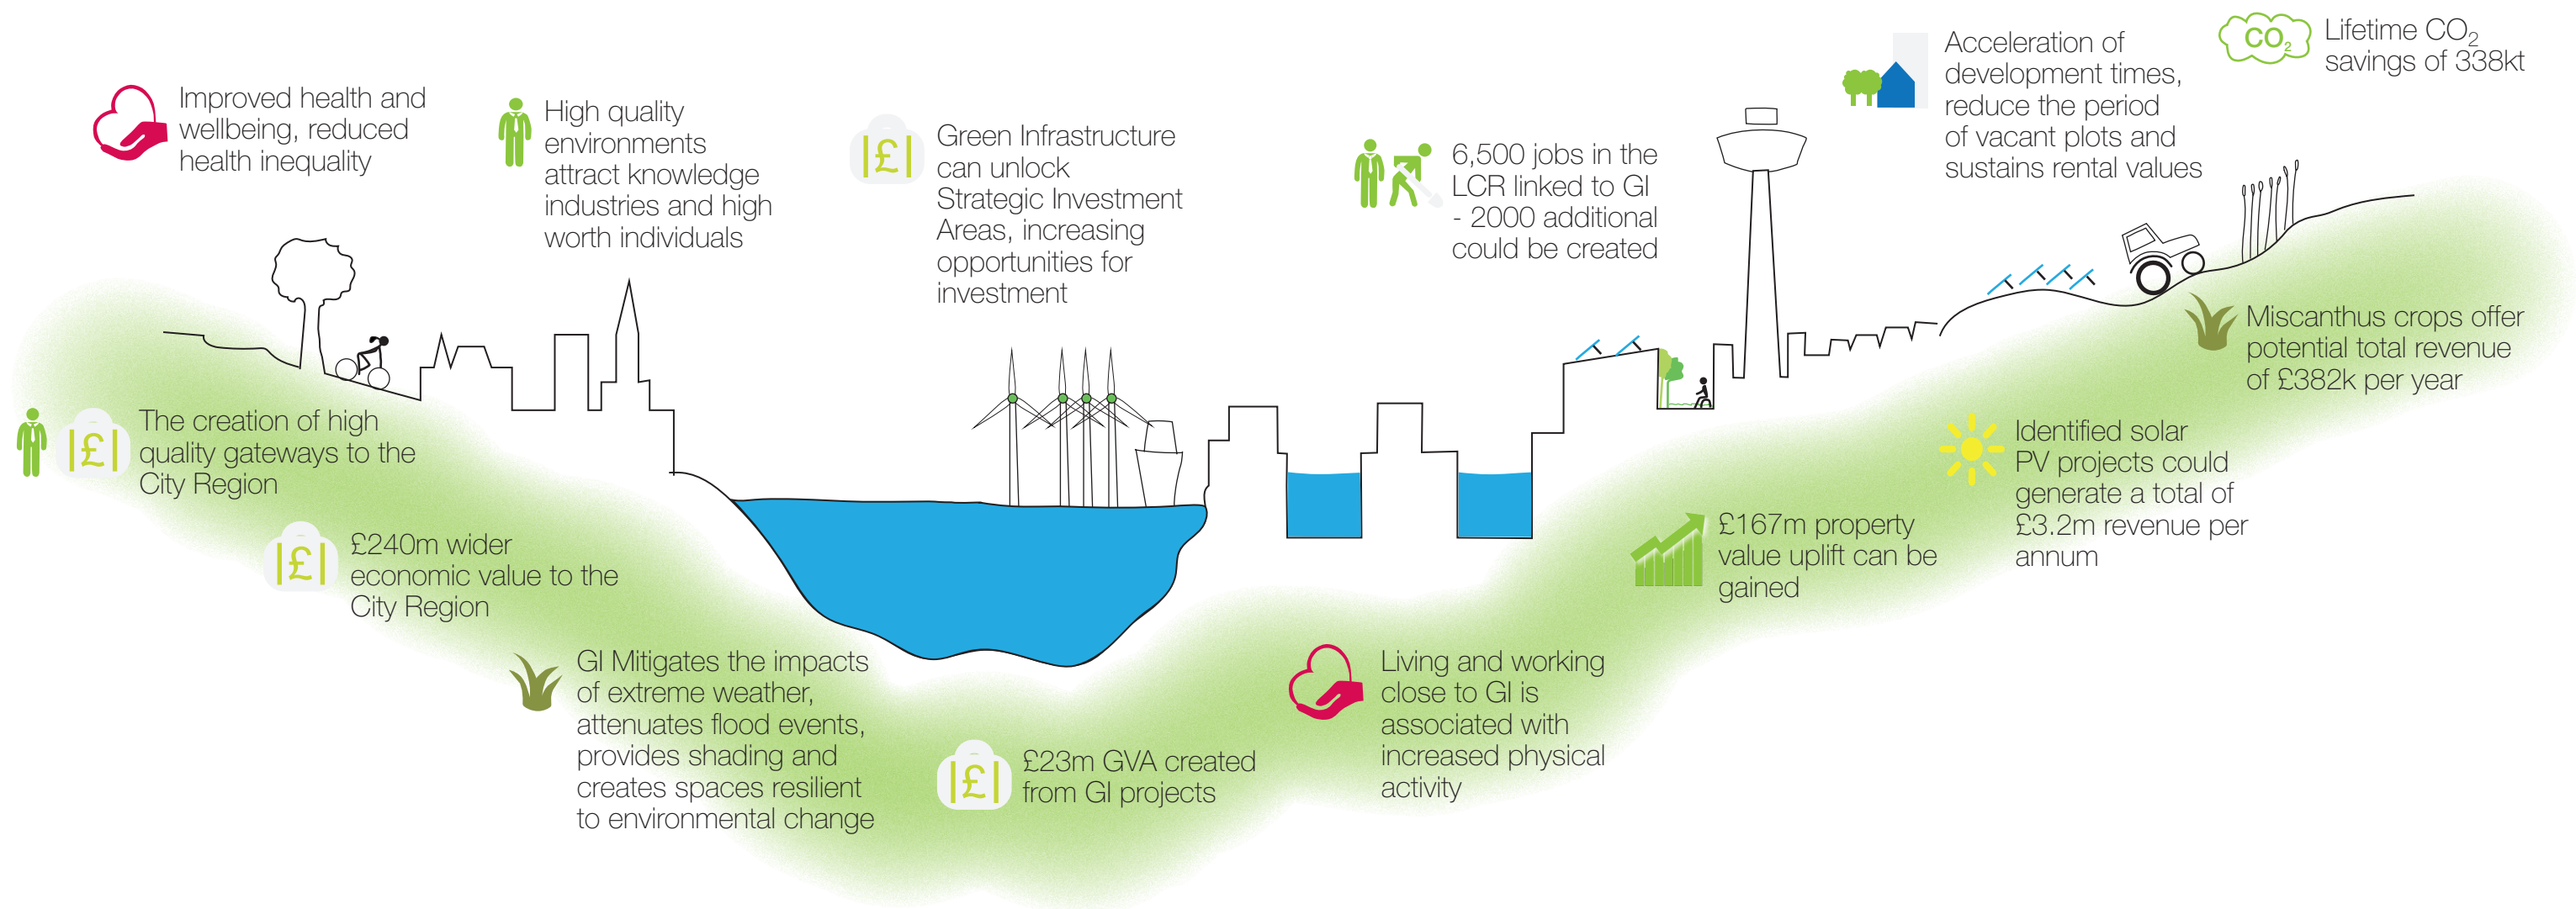 Improved health and
wellbeing, reduced
health inequality
High quality
environments
attract knowledge
industries and high
worth individuals
£
Green Infrastructure
can unlock
Strategic Investment
Areas, increasing
opportunities for
investment
6,500 jobs in the
LCR linked to GI
- 2000 additional
could be created
Acceleration of
development times,
reduce the period
of vacant plots and
sustains rental values
CO2
Lifetime CO2
savings of 338kt
£
The creation of high
quality gateways to the
City Region
£
£240m wider
economic value to the
City Region
GI Mitigates the impacts
of extreme weather,
attenuates flood events,
provides shading and
creates spaces resilient
to environmental change
£
£23m GVA created
from GI projects
Living and working
close to GI is
associated with
increased physical
activity
£167m property
value uplift can be
gained
Identified solar
PV projects could
generate a total of
£3.2m revenue per
annum
Miscanthus crops offer
potential total revenue
of £382k per year